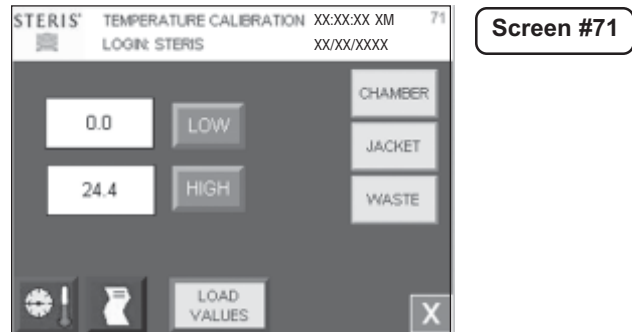 STERIS® TEMPERATURE CALIBRATION XX:XX:XX XM 71
LOGIN: STERIS XX/XX/XXXX
Screen #71
CHAMBER
0.0 LOW
JACKET
24.4 HIGH
WASTE
LOAD
VALUES
X